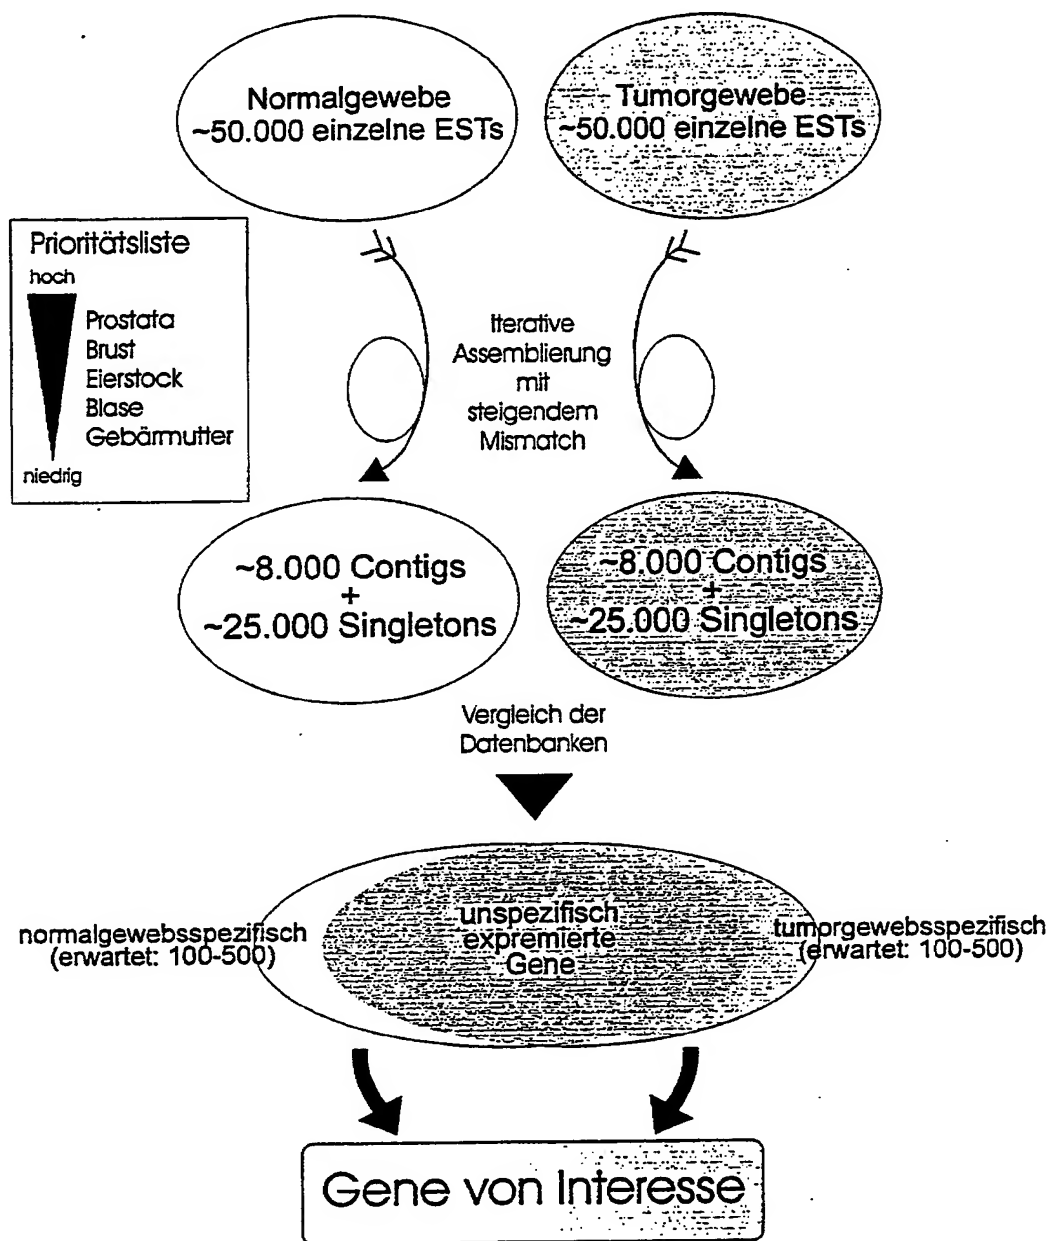 Normalgewebe
~50.000 einzelne ESTs
Tumorgewebe
~50.000 einzelne ESTs
Prioritätsliste
hoch
Prostata
Brust
Eierstock
Blase
Gebärmutter
niedrig
Iterative
Assemblierung
mit
steigendem
Mismatch
~8.000 Contigs
+
~25.000 Singletons
~8.000 Contigs
+
~25.000 Singletons
Vergleich der
Datenbanken
normalgewebsspezifisch
(erwartet: 100-500)
unspezifisch
expremierte
Gene
tumorgewebsspezifisch
(erwartet: 100-500)
Gene von Interesse